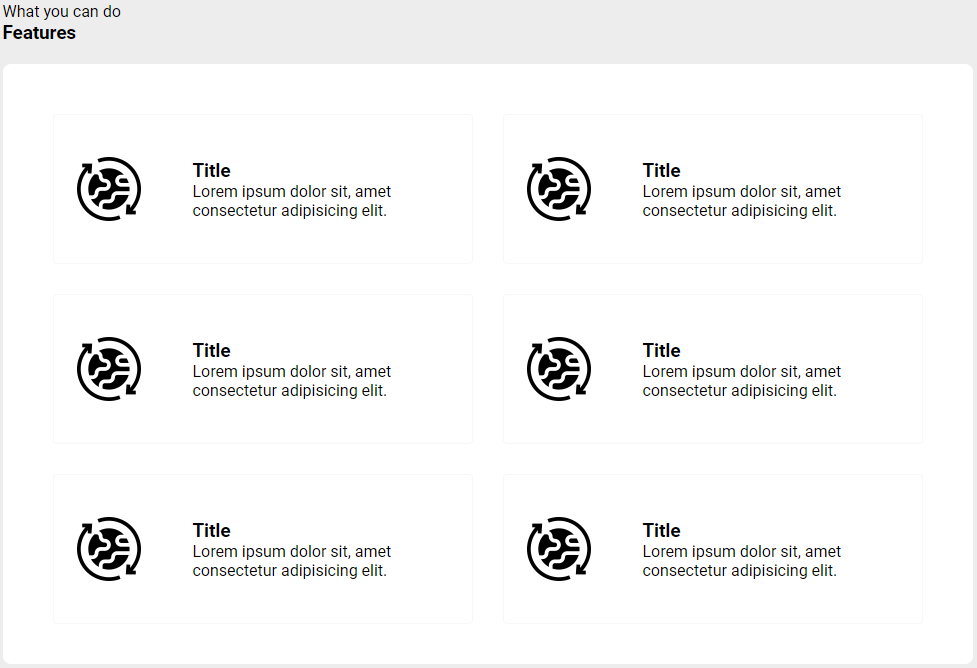 What you can do
Features
Title
Lorem ipsum dolor sit, amet
consectetur adipisicing elit.
Title
Lorem ipsum dolor sit, amet
consectetur adipisicing elit.
Title
Lorem ipsum dolor sit, amet
consectetur adipisicing elit.
Title
Lorem ipsum dolor sit, amet
consectetur adipisicing elit.
Title
Lorem ipsum dolor sit, amet
consectetur adipisicing elit.
Title
Lorem ipsum dolor sit, amet
consectetur adipisicing elit.